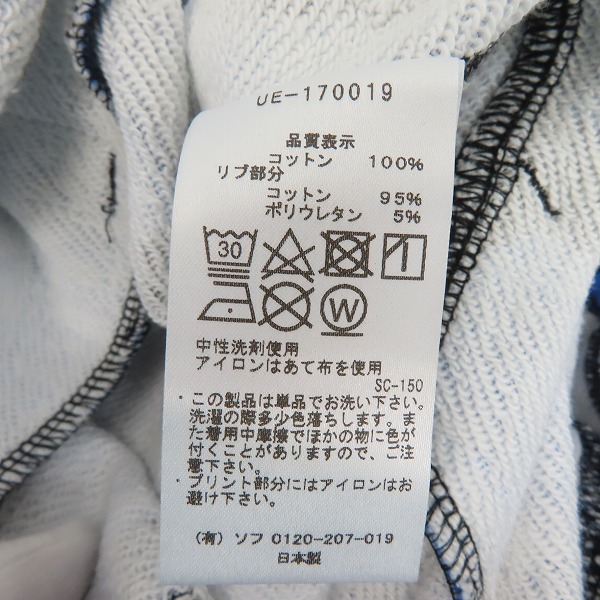 UE-170019
品質表示
コットン 100%
リブ部分
コットン 95%
ポリウレタン 5%
30
W
中性洗剤使用
アイロンはあて布を使用
SC-150
・この製品は単品でお洗い下さい。
洗濯の際多少色落ちします。ま
た着用中摩擦でほかの物に色が
付くことがありますので、ご注
意下さい。
・プリント部分にはアイロンはお
避け下さい。
(有) ソフ 0120-207-019
日本製